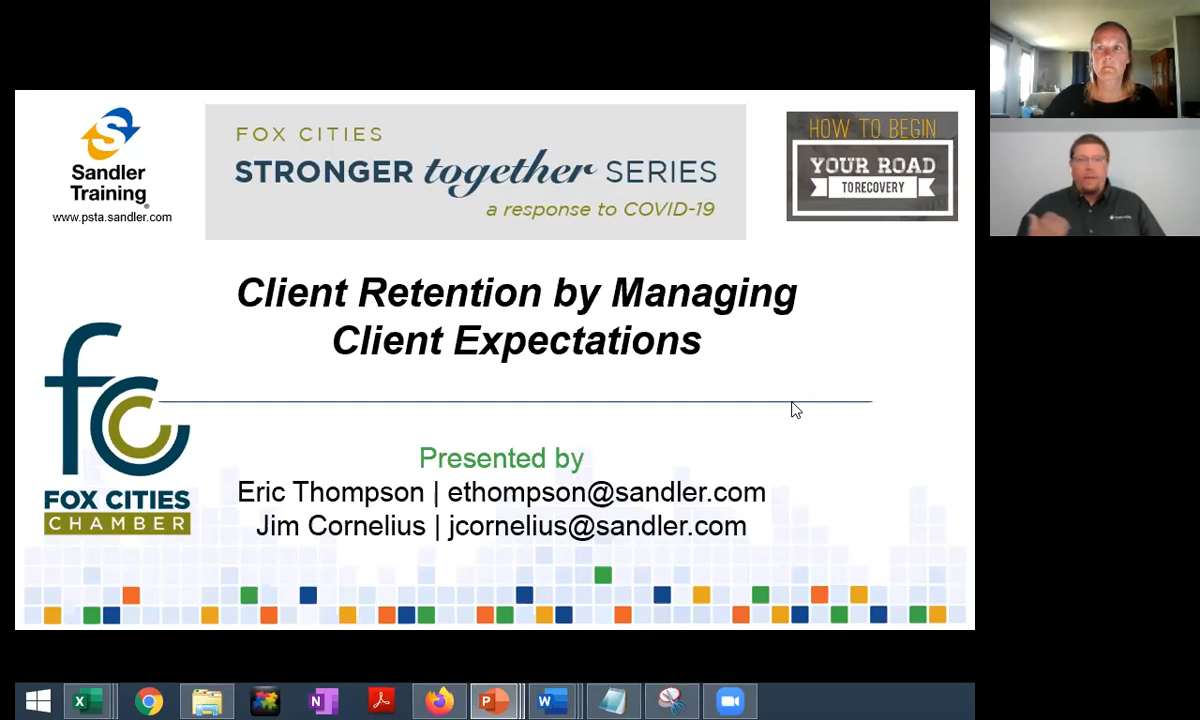 Sandler
Training
www.psta.sandler.com
FOX CITIES
STRONGER together SERIES
a response to COVID-19
HOW TO BEGIN
YOUR ROAD
TO RECOVERY
Client Retention by Managing
Client Expectations
fcc
FOX CITIES
CHAMBER
Presented by
Eric Thompson | ethompson@sandler.com
Jim Cornelius | jcornelius@sandler.com